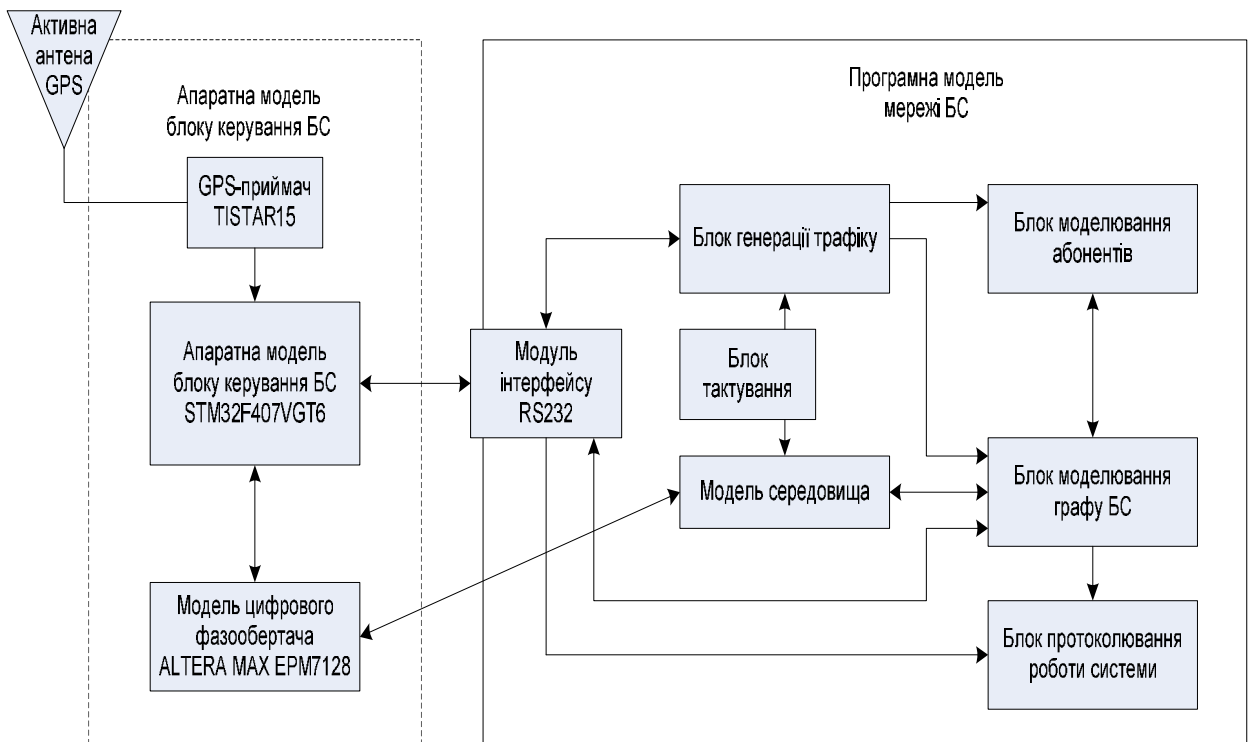 Активна
антена
GPS
Апаратна модель
блоку керування БС
GPS-приймач
TISTAR15
Апаратна модель
блоку керування БС
STM32F407VGT6
Модель цифрового
фазообертача
ALTERA MAX EPM7128
Програмна модель
мережі БС
Модуль
інтерфейсу
RS232
Блок генерації трафіку
Блок
тактування
Модель середовища
Блок моделювання
абонентів
Блок моделювання
графу БС
Блок протоколювання
роботи системи